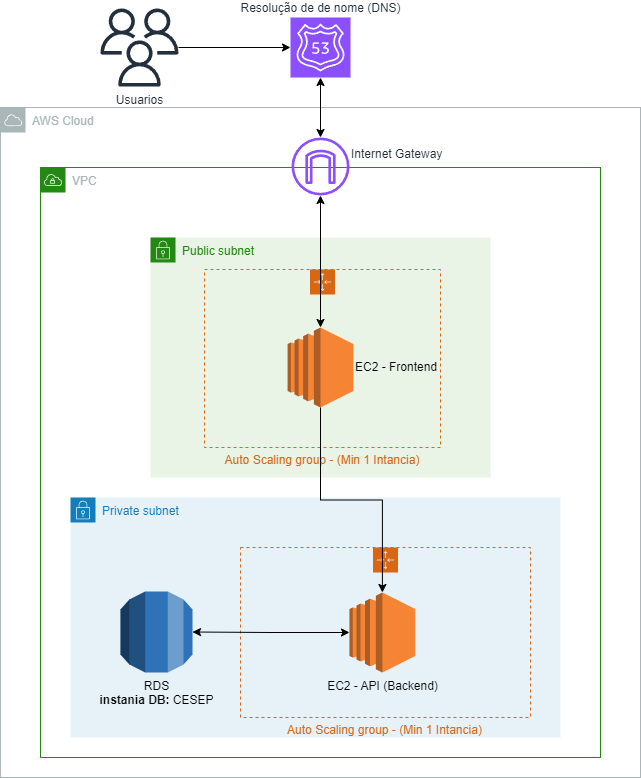 Resolução de de nome (DNS)
53
Usuarios
AWS Cloud
Internet Gateway
VPC
Public subnet
EC2 - Frontend
Auto Scaling group - (Min 1 Intancia)
Private subnet
RDS
instania DB: CESEP
EC2 - API (Backend)
Auto Scaling group - (Min 1 Intancia)